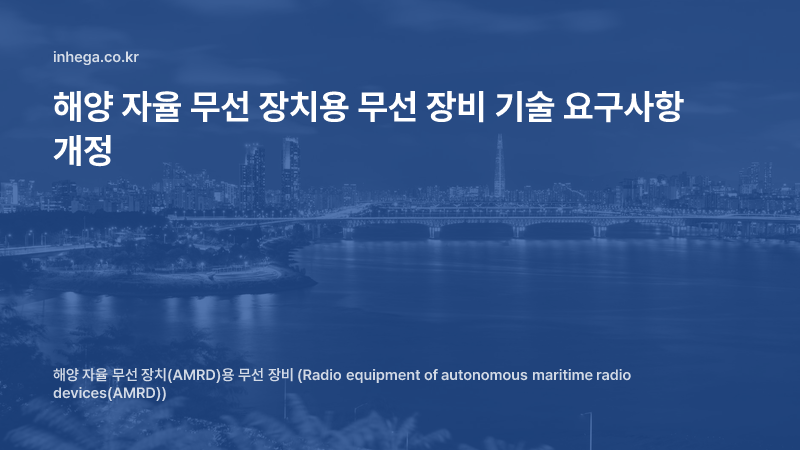 inhega.co.kr
해양 자율 무선 장치용 무선 장비 기술 요구사항
개정
해양 자율 무선 장치(AMRD)용 무선 장비 (Radio equipment of autonomous maritime radio
devices(AMRD))